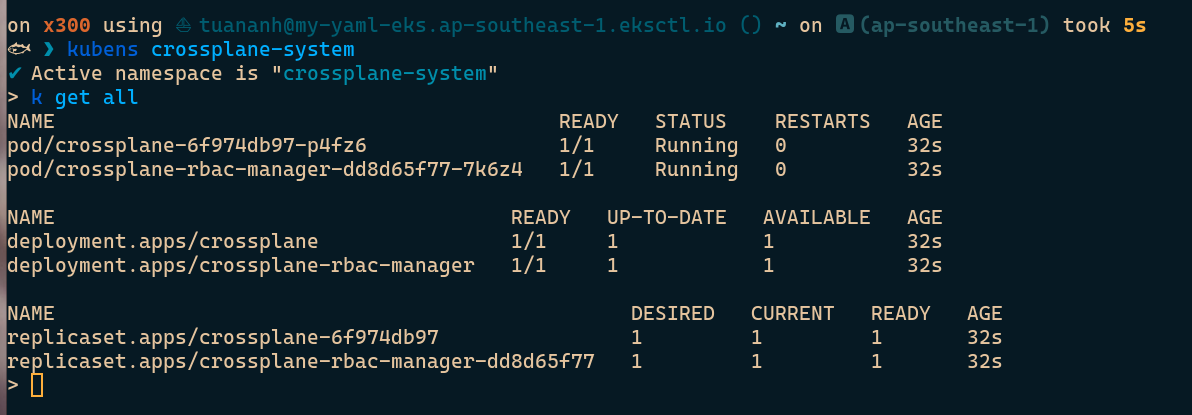 on x300 using ⛵ tuananh@my-yaml-eks.ap-southeast-1.eksctl.io () ~ on 🅰 (ap-southeast-1) took 5s
🐟 ❯ kubens crossplane-system
✔ Active namespace is "crossplane-system"
> k get all
NAME READY STATUS RESTARTS AGE
pod/crossplane-6f974db97-p4fz6 1/1 Running 0 32s
pod/crossplane-rbac-manager-dd8d65f77-7k6z4 1/1 Running 0 32s
NAME READY UP-TO-DATE AVAILABLE AGE
deployment.apps/crossplane 1/1 1 1 32s
deployment.apps/crossplane-rbac-manager 1/1 1 1 32s
NAME DESIRED CURRENT READY AGE
replicaset.apps/crossplane-6f974db97 1 1 1 32s
replicaset.apps/crossplane-rbac-manager-dd8d65f77 1 1 1 32s
>